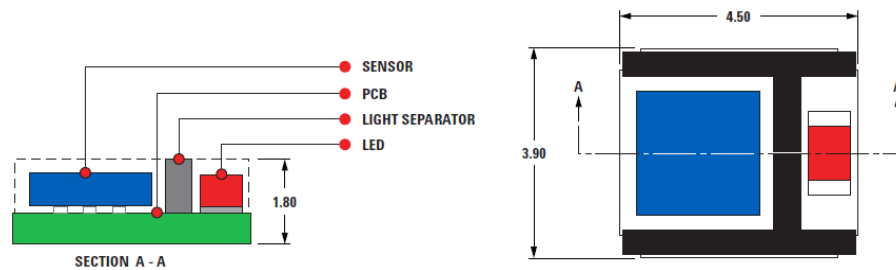 SENSOR
PCB
LIGHT SEPARATOR
LED
1.80
SECTION A - A
4.50
3.90
A
A